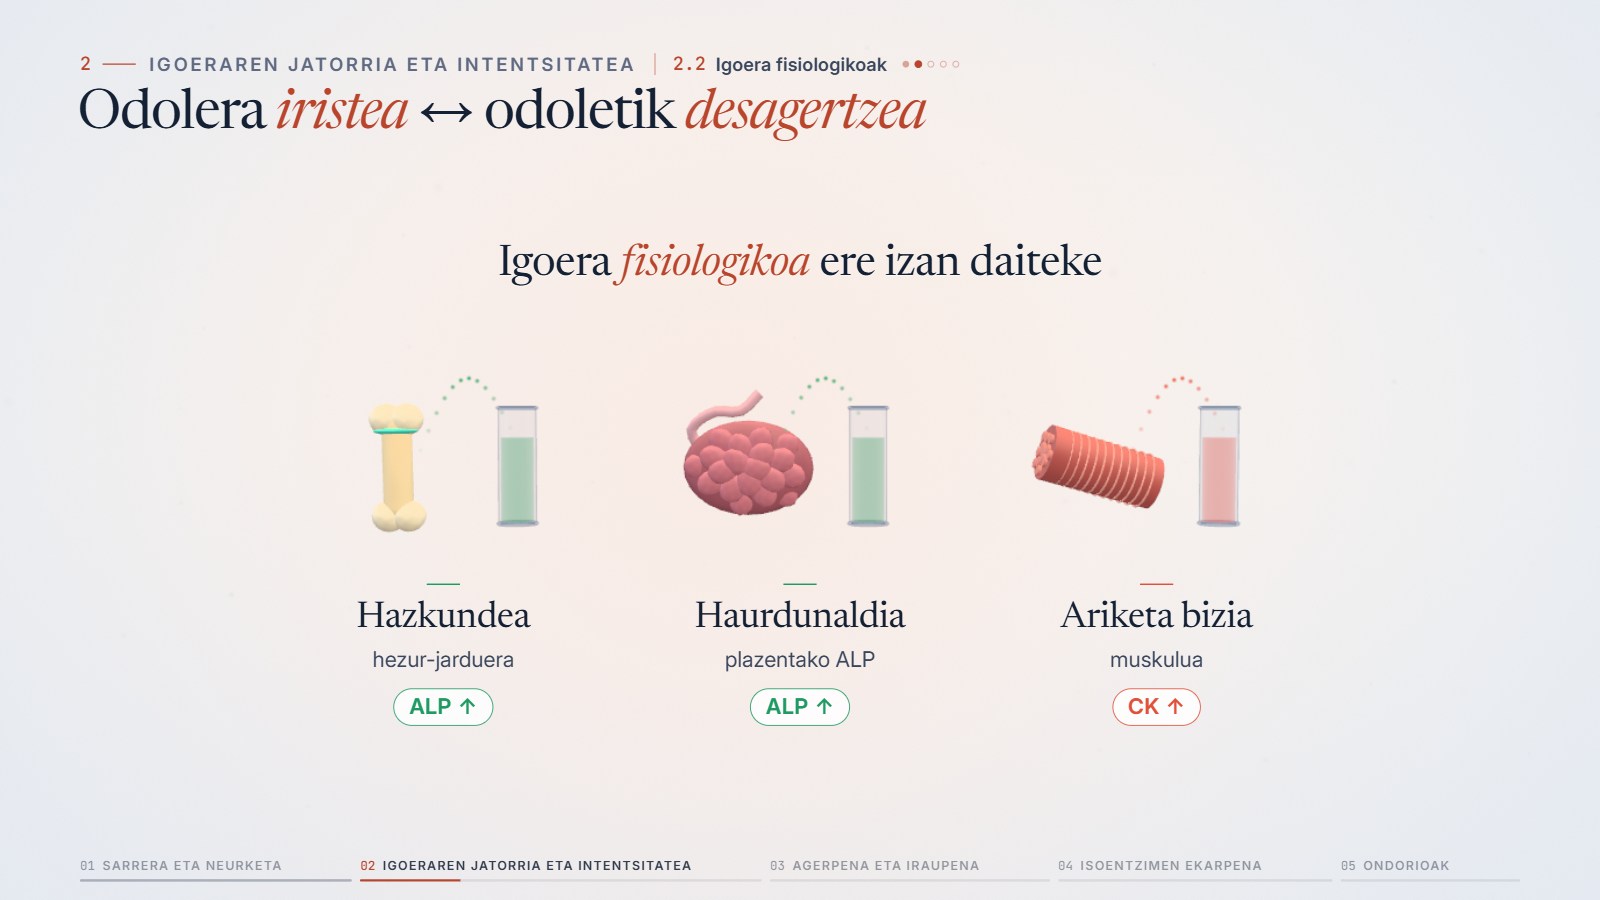 2 — IGOERAREN JATORRIA ETA INTENTSITATEA | 2.2 Igoera fisiologikoak
Odolera iristea ↔ odoletik desagertzea
Igoera fisiologikoa ere izan daiteke
Hazkundea
hezur-jarduera
ALP ↑
Haurdunaldia
plazentako ALP
ALP ↑
Ariketa bizia
muskulua
CK ↑
01 SARRERA ETA NEURKETA
02 IGOERAREN JATORRIA ETA INTENTSITATEA
03 AGERPENA ETA IRAUPENA
04 ISOENTZIMEN EKARPENA
05 ONDORIOAK